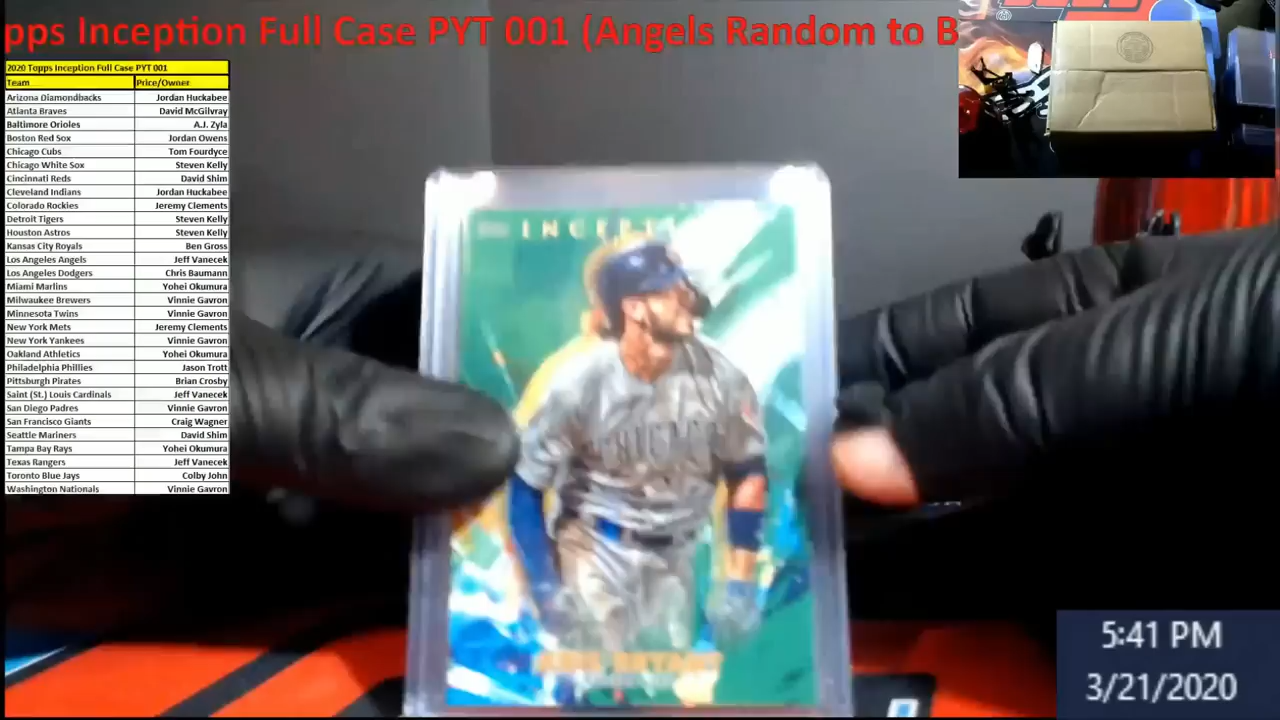 pps Inception Full Case PYT 001 (Angels Random to B
2020 Topps Inception Full Case PYT 001
Team Price/Owner
Arizona Diamondbacks Jordan Huckabee
Atlanta Braves David McGilvray
Baltimore Orioles A.J. Zyla
Boston Red Sox Jordan Owens
Chicago Cubs Tom Fourdyce
Chicago White Sox Steven Kelly
Cincinnati Reds David Shim
Cleveland Indians Jordan Huckabee
Colorado Rockies Jeremy Clements
Detroit Tigers Steven Kelly
Houston Astros Steven Kelly
Kansas City Royals Ben Gross
Los Angeles Angels Jeff Vanecek
Los Angeles Dodgers Chris Baumann
Miami Marlins Yohei Okumura
Milwaukee Brewers Vinnie Gavron
Minnesota Twins Vinnie Gavron
New York Mets Jeremy Clements
New York Yankees Vinnie Gavron
Oakland Athletics Yohei Okumura
Philadelphia Phillies Jason Trott
Pittsburgh Pirates Brian Crosby
Saint (St.) Louis Cardinals Jeff Vanecek
San Diego Padres Vinnie Gavron
San Francisco Giants Craig Wagner
Seattle Mariners David Shim
Tampa Bay Rays Yohei Okumura
Texas Rangers Jeff Vanecek
Toronto Blue Jays Colby John
Washington Nationals Vinnie Gavron
INCEPTI
CHICAGO
KRIS BRYANT
5:41 PM
3/21/2020